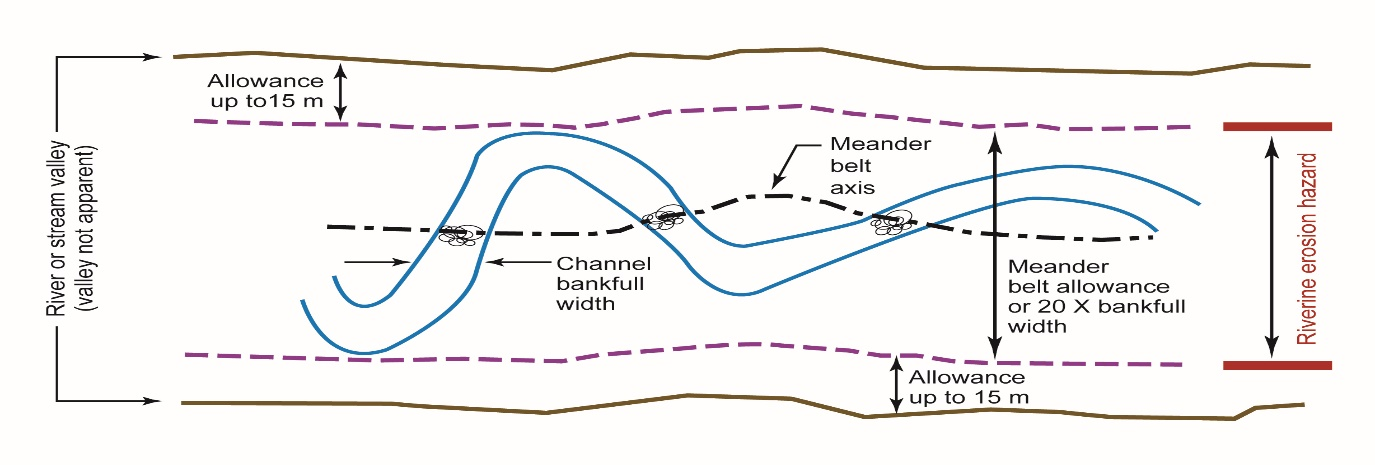 Allowance
up to15 m
River or stream valley
(valley not apparent)
Meander
belt
axis
Channel
bankfull
width
Meander
belt allowance
or 20 X bankfull
width
Allowance
up to 15 m
Riverine erosion hazard